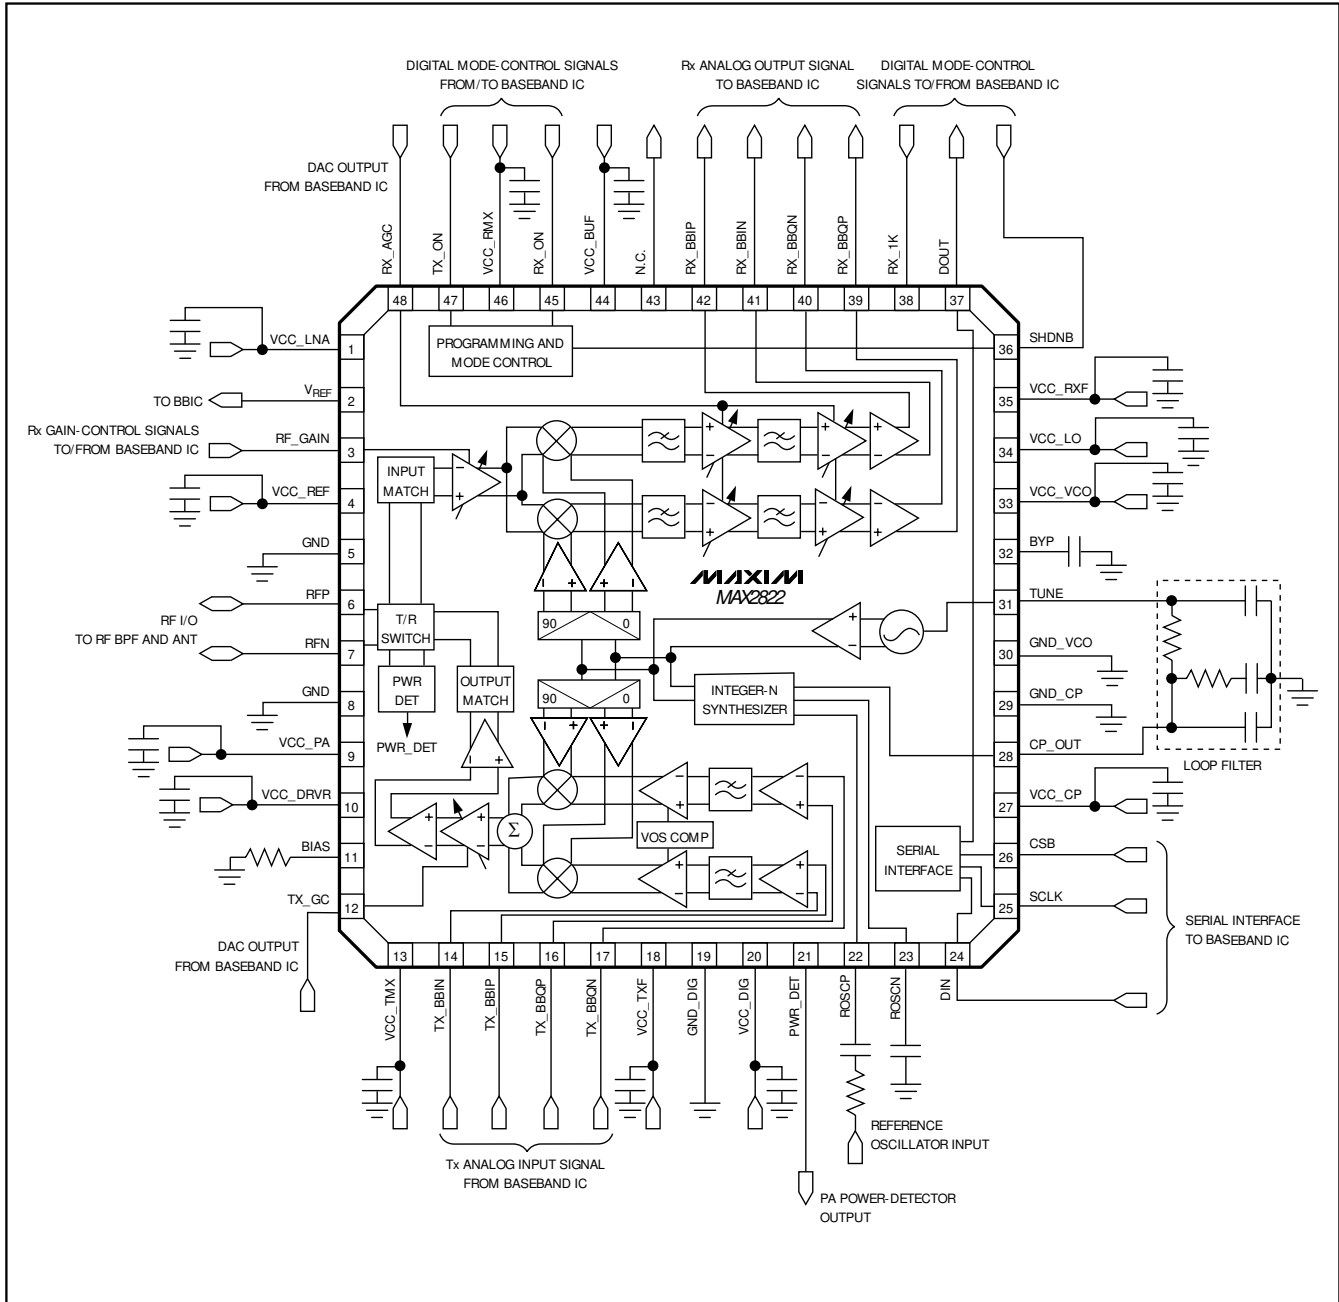 DIGITAL MODE-CONTROL SIGNALS
FROM/TO BASEBAND IC
Rx ANALOG OUTPUT SIGNAL
TO BASEBAND IC
DIGITAL MODE-CONTROL
SIGNALS TO/FROM BASEBAND IC
DAC OUTPUT
FROM BASEBAND IC
RX_AGC
TX_ON
VCC_RMX
RX_ON
VCC_BUF
N.C.
RX_BBIP
RX_BBIN
RX_BBQN
RX_BBQP
RX_1K
DOUT
48
47
46
45
44
43
42
41
40
39
38
37
VCC_LNA
1
VREF
2
TO BBIC
Rx GAIN-CONTROL SIGNALS
TO/FROM BASEBAND IC
RF_GAIN
3
VCC_REF
4
GND
5
RFP
6
RF I/O
TO RF BPF AND ANT
RFN
7
GND
8
VCC_PA
9
VCC_DRVR
10
BIAS
11
TX_GC
12
DAC OUTPUT
FROM BASEBAND IC
PROGRAMMING AND
MODE CONTROL
INPUT
MATCH
− + + − + − − + − +
− + − + − +
− + + −
MAXIM
MAX2822
90 0
T/R
SWITCH
PWR
DET
OUTPUT
MATCH
PWR_DET
− +
+ −
90 0
INTEGER-N
SYNTHESIZER
− + + −
− + − +
+ − + − Σ
VOS COMP
+ − + −
SERIAL
INTERFACE
SHDNB
36
VCC_RXF
35
VCC_LO
34
VCC_VCO
33
BYP
32
TUNE
31
GND_VCO
30
GND_CP
29
CP_OUT
28
LOOP FILTER
VCC_CP
27
CSB
26
SCLK
25
SERIAL INTERFACE
TO BASEBAND IC
13
14
15
16
17
18
19
20
21
22
23
24
VCC_TMX
TX_BBIN
TX_BBIP
TX_BBQP
TX_BBQN
VCC_TXF
GND_DIG
VCC_DIG
PWR_DET
ROSCP
ROSCN
DIN
REFERENCE
OSCILLATOR INPUT
Tx ANALOG INPUT SIGNAL
FROM BASEBAND IC
PA POWER-DETECTOR
OUTPUT